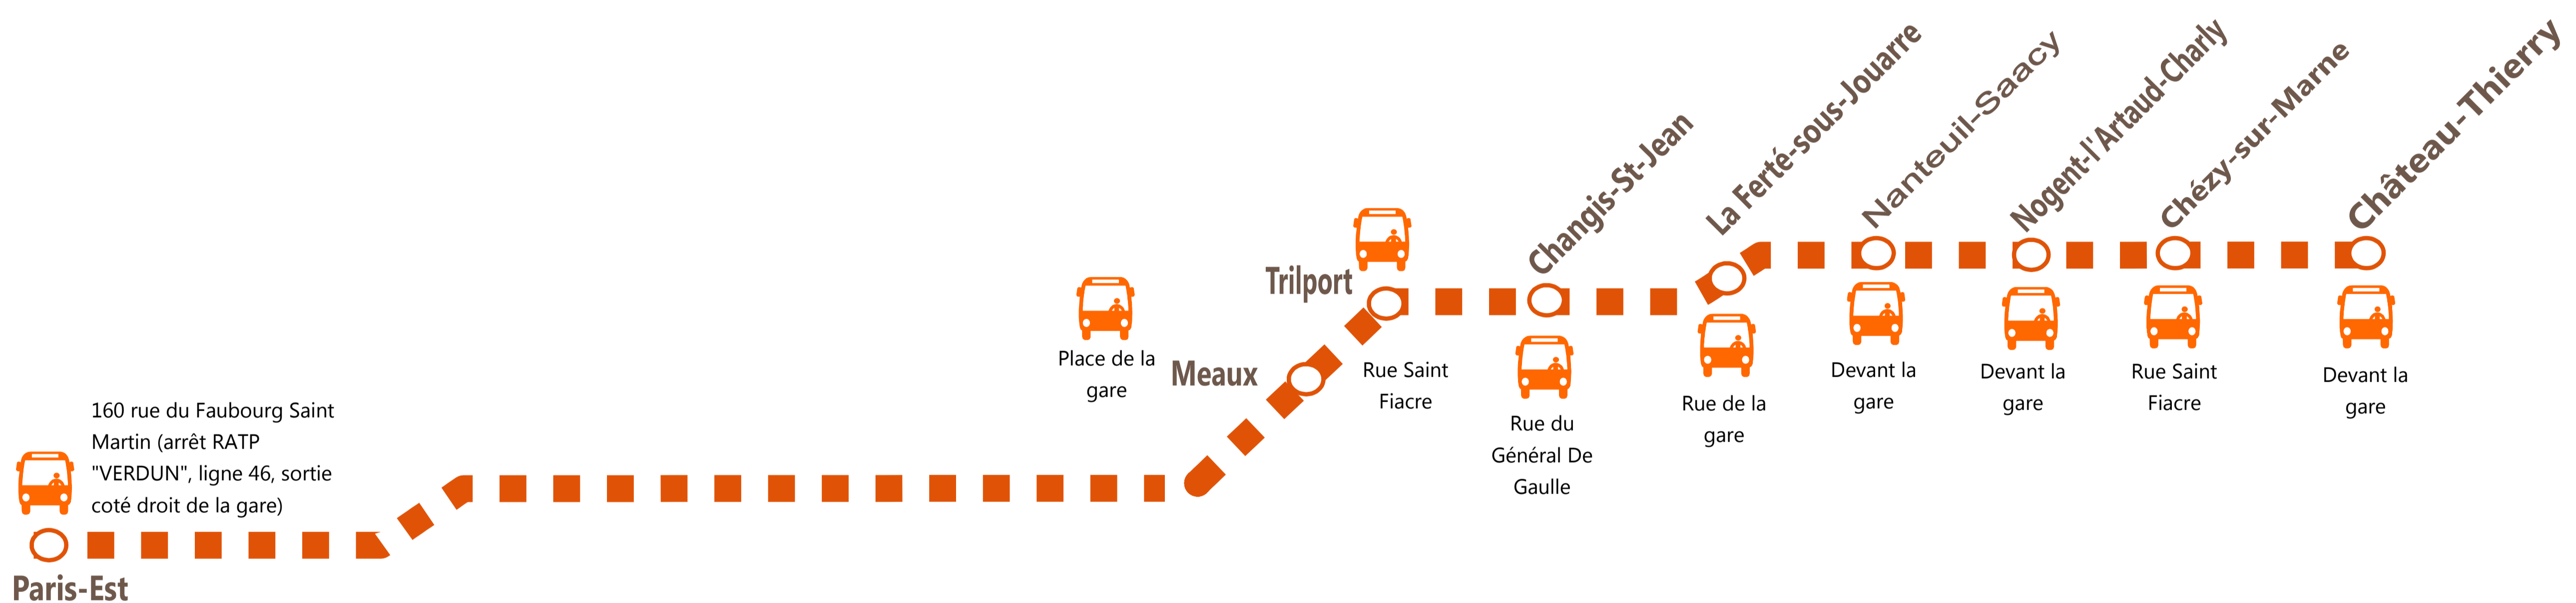 160 rue du Faubourg Saint
Martin (arrêt RATP
"VERDUN", ligne 46, sortie
coté droit de la gare)
Paris-Est
Place de la
gare
Meaux
Trilport
Rue Saint
Fiacre
Changis-St-Jean
Rue du
Général De
Gaulle
La Ferté-sous-Jouarre
Rue de la
gare
Nanteuil-Saacy
Devant la
gare
Nogent-l'Artaud-Charly
Devant la
gare
Chézy-sur-Marne
Rue Saint
Fiacre
Château-Thierry
Devant la
gare